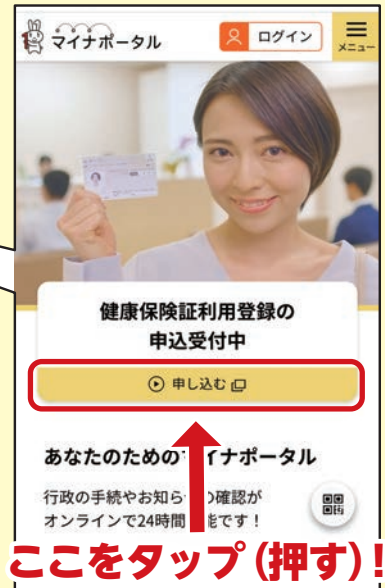 マイナポータル
ログイン
メニュー
健康保険証利用登録の
申込受付中
申し込む
あなたのための イナポータル
行政の手続やお知ら の確認が
オンラインで24時間 能です！
ここをタップ(押す)!